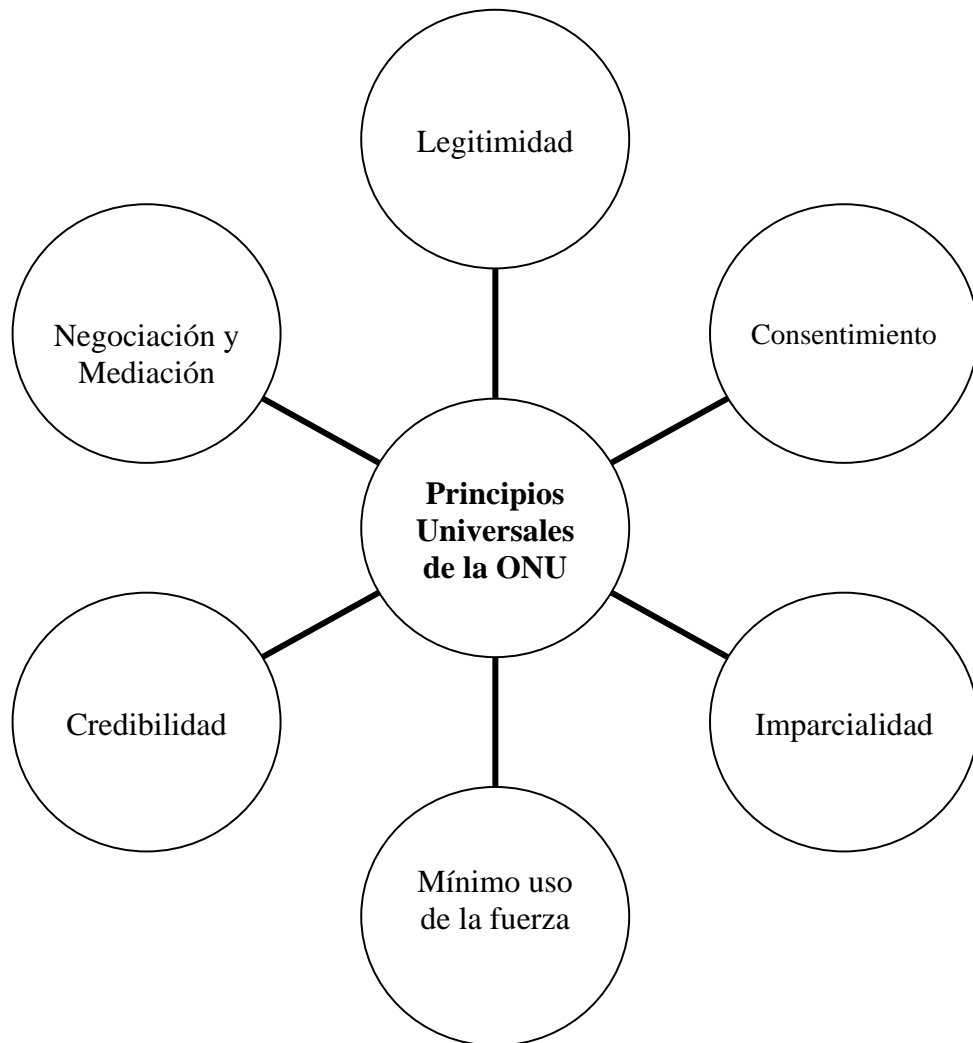 Legitimidad
Negociación y
Mediación
Consentimiento
Principios
Universales
de la ONU
Credibilidad
Imparcialidad
Mínimo uso
de la fuerza